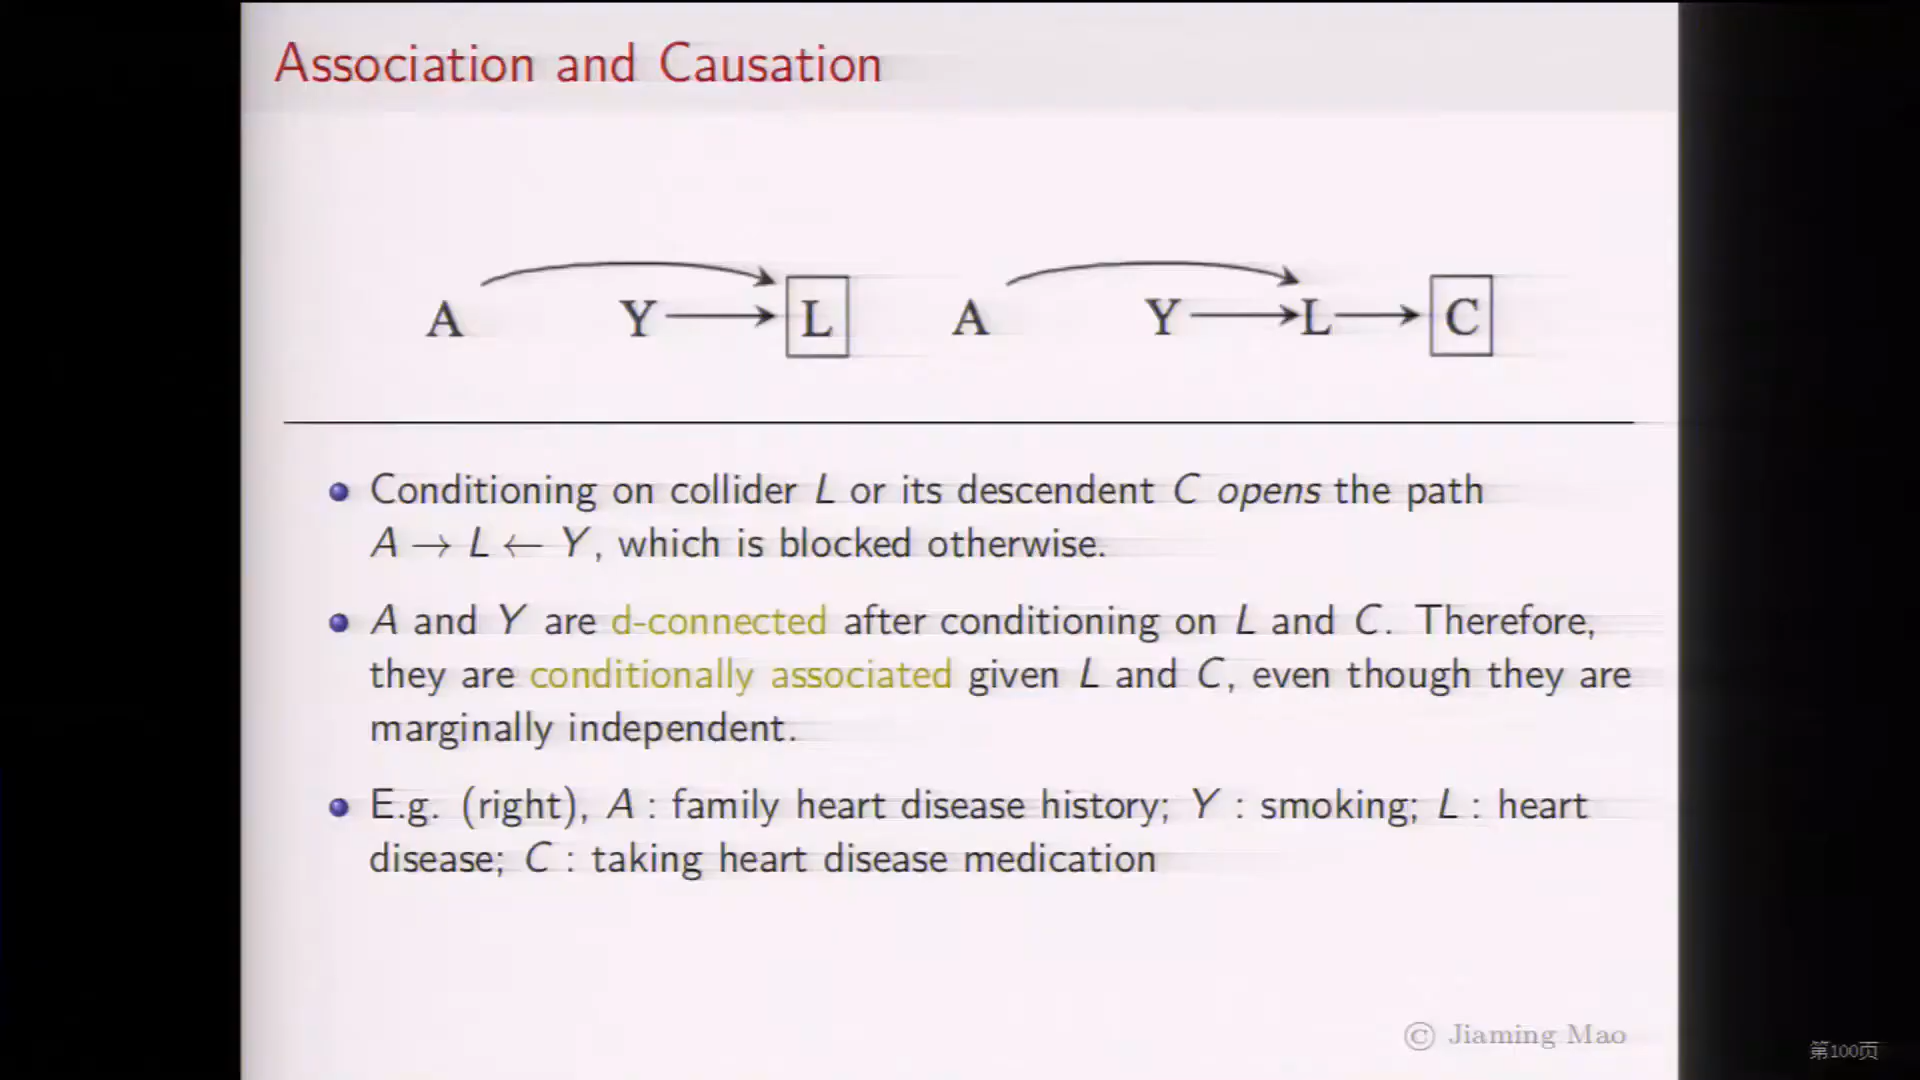 Association and Causation
A Y L A Y L C
Conditioning on collider L or its descendent C opens the path
A → L ← Y, which is blocked otherwise.
A and Y are d-connected after conditioning on L and C. Therefore,
they are conditionally associated given L and C, even though they are
marginally independent.
E.g. (right), A : family heart disease history; Y : smoking; L : heart
disease; C : taking heart disease medication
© Jiaming Mao
第100页